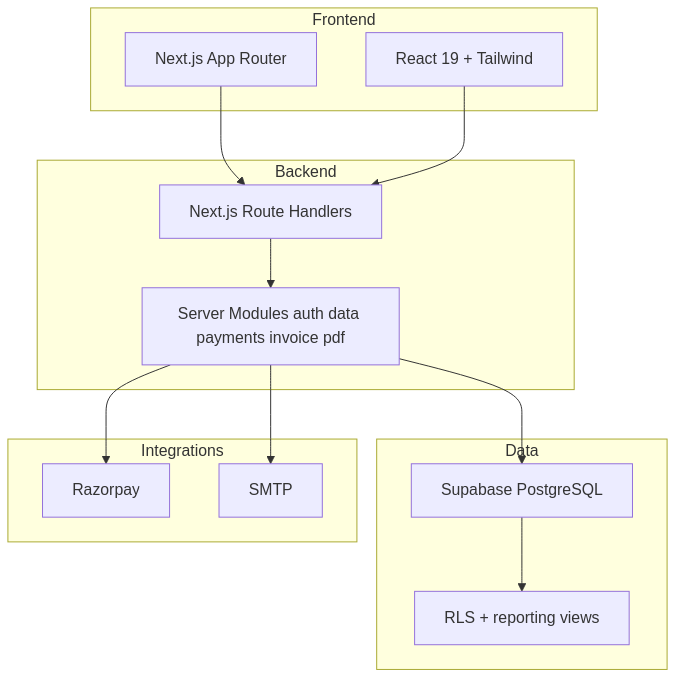 Frontend
Next.js App Router
React 19 + Tailwind
Backend
Next.js Route Handlers
Server Modules auth data
payments invoice pdf
Integrations
Razorpay
SMTP
Data
Supabase PostgreSQL
RLS + reporting views